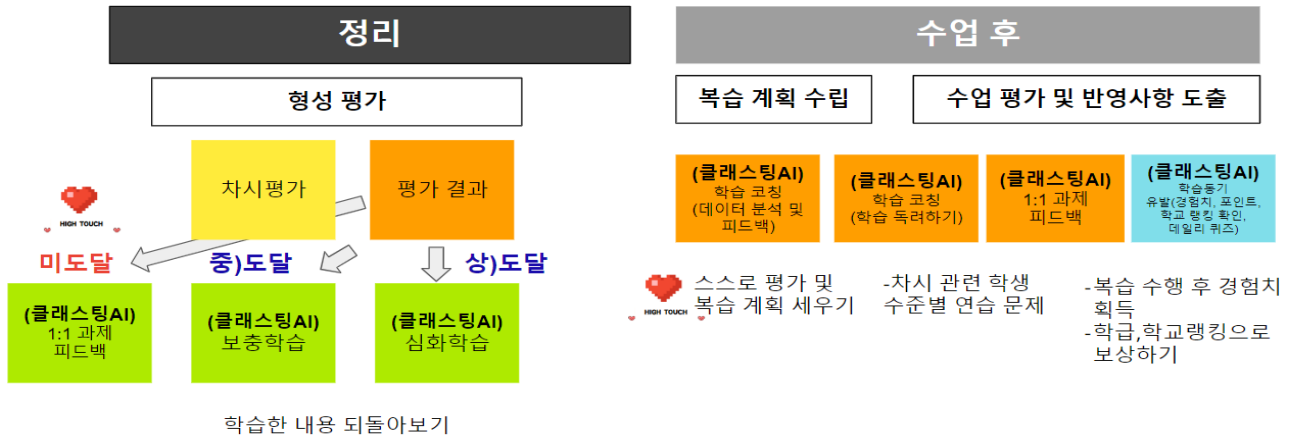 정리
형성 평가
차시평가
평가 결과
HIGH TOUCH
미도달
중)도달
상)도달
(클래스팅AI)
1:1 과제
피드백
(클래스팅AI)
보충학습
(클래스팅AI)
심화학습
학습한 내용 되돌아보기
수업 후
복습 계획 수립
수업 평가 및 반영사항 도출
(클래스팅AI)
학습 코칭
(데이터 분석 및
피드백)
(클래스팅AI)
학습 코칭
(학습 독려하기)
(클래스팅AI)
1:1 과제
피드백
(클래스팅AI)
학습동기
유발(경험치, 포인트,
학교 랭킹 확인,
데일리 퀴즈)
HIGH TOUCH
스스로 평가 및
복습 계획 세우기
-차시 관련 학생
수준별 연습 문제
-복습 수행 후 경험치
획득
-학급,학교랭킹으로
보상하기